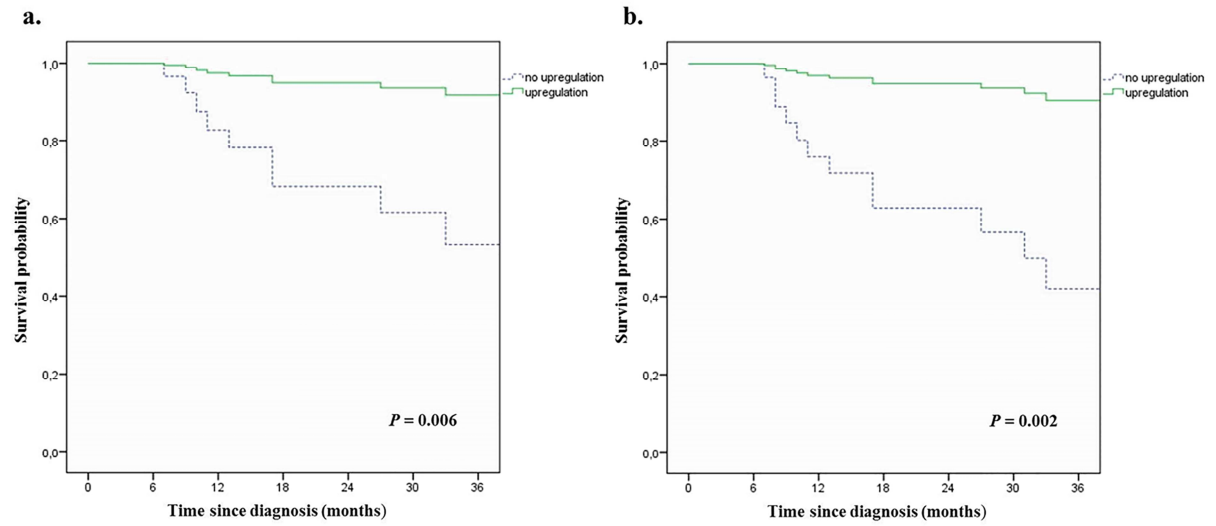 a.
1,0
0,8
0,6
0,4
0,2
0,0
Survival probability
0 6 12 18 24 30 36
Time since diagnosis (months)
no upregulation
upregulation
P = 0.006
b.
1,0
0,8
0,6
0,4
0,2
0,0
Survival probability
0 6 12 18 24 30 36
Time since diagnosis (months)
no upregulation
upregulation
P = 0.002